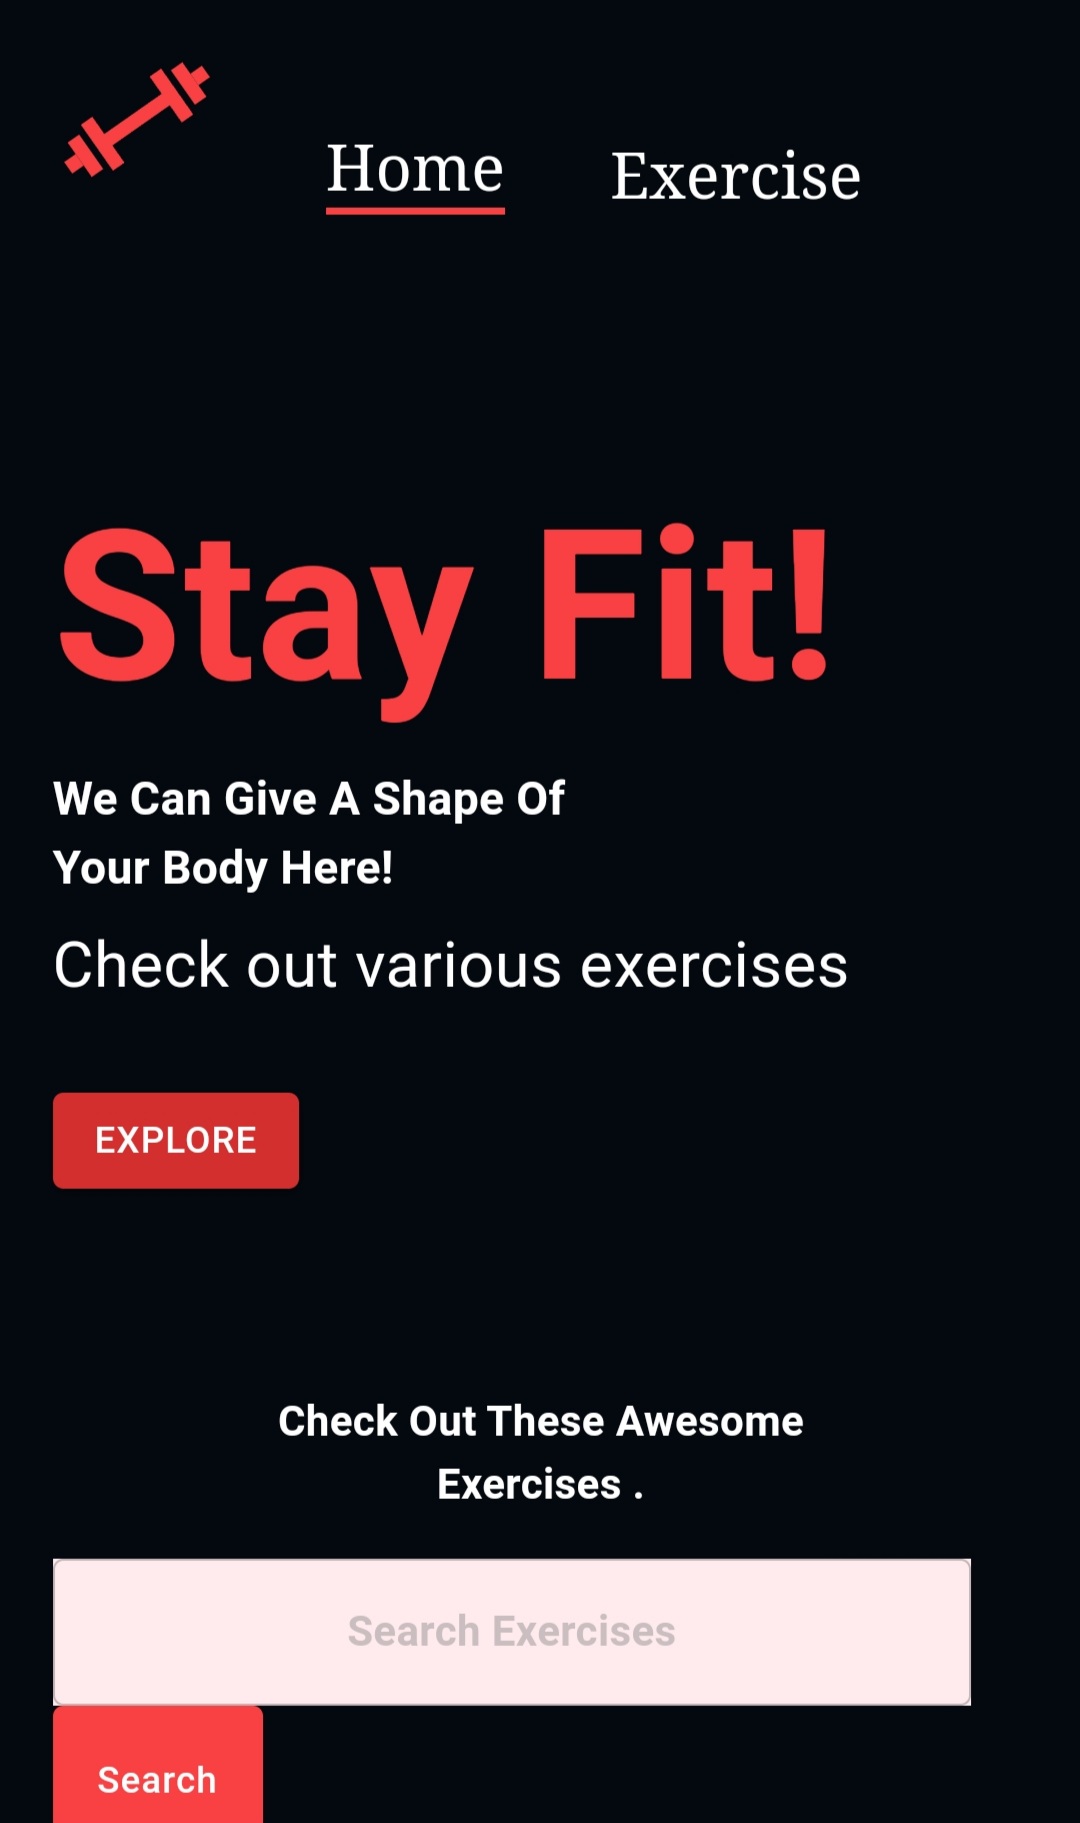 Home Exercise
Stay Fit!
We Can Give A Shape Of
Your Body Here!
Check out various exercises
EXPLORE
Check Out These Awesome
Exercises .
Search Exercises
Search